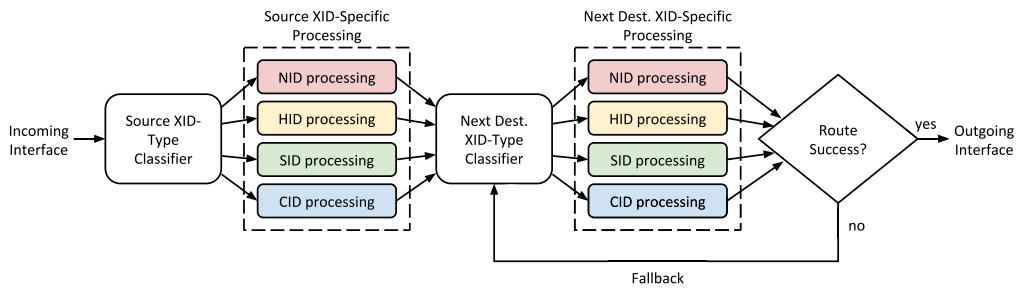 Source XID-Specific
Processing
Next Dest. XID-Specific
Processing
Incoming
Interface
Source XID-
Type
Classifier
NID processing
HID processing
SID processing
CID processing
Next Dest.
XID-Type
Classifier
NID processing
HID processing
SID processing
CID processing
Route
Success?
yes
Outgoing
Interface
no
Fallback